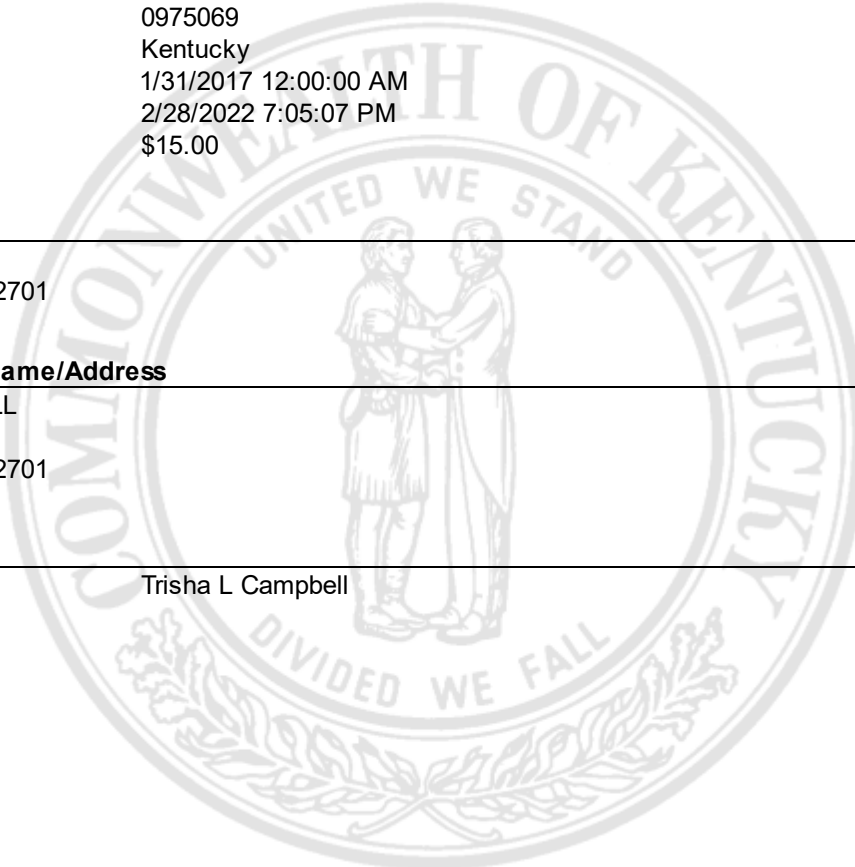 0975069
Kentucky
1/31/2017 12:00:00 AM
2/28/2022 7:05:07 PM
$15.00
COMMONWEALTH OF KENTUCKY
UNITED WE STAND
2701
ame/Address
LL
2701
Trisha L Campbell
DIVIDED WE FALL